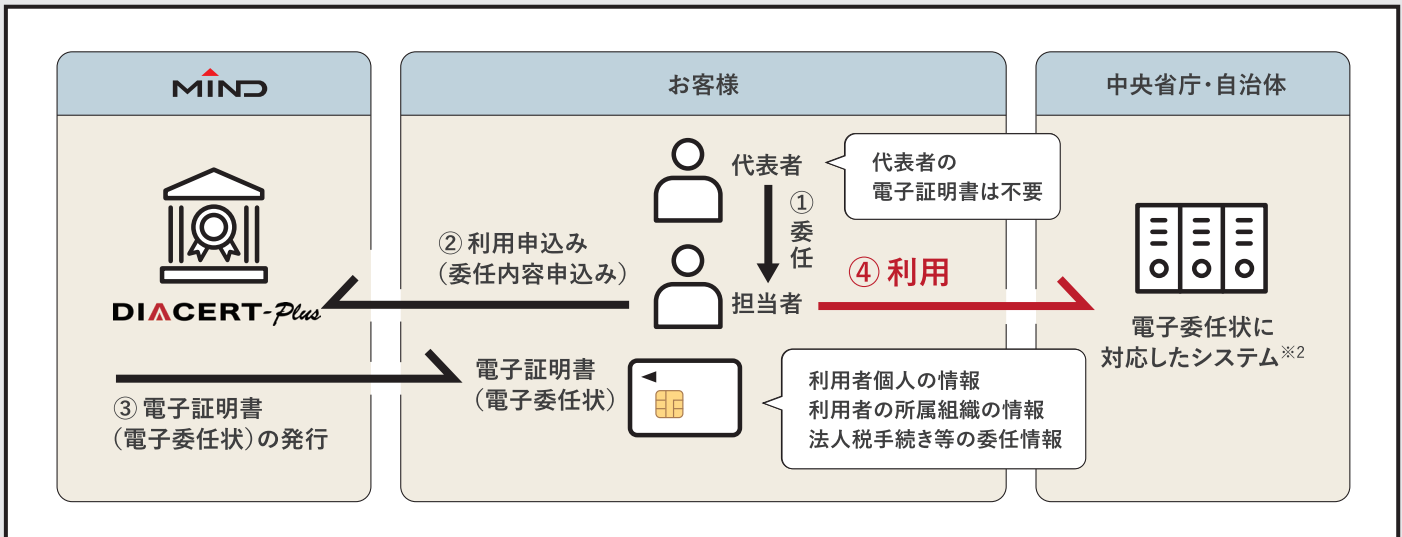 MIND
お客様
中央省庁・自治体
代表者
代表者の
電子証明書は不要
①
委
任
② 利用申込み
（委任内容申込み）
④ 利用
担当者
DIACERT-Plus
電子証明書
（電子委任状）
③ 電子証明書
（電子委任状）の発行
利用者個人の情報
利用者の所属組織の情報
法人税手続き等の委任情報
電子委任状に
対応したシステム※2